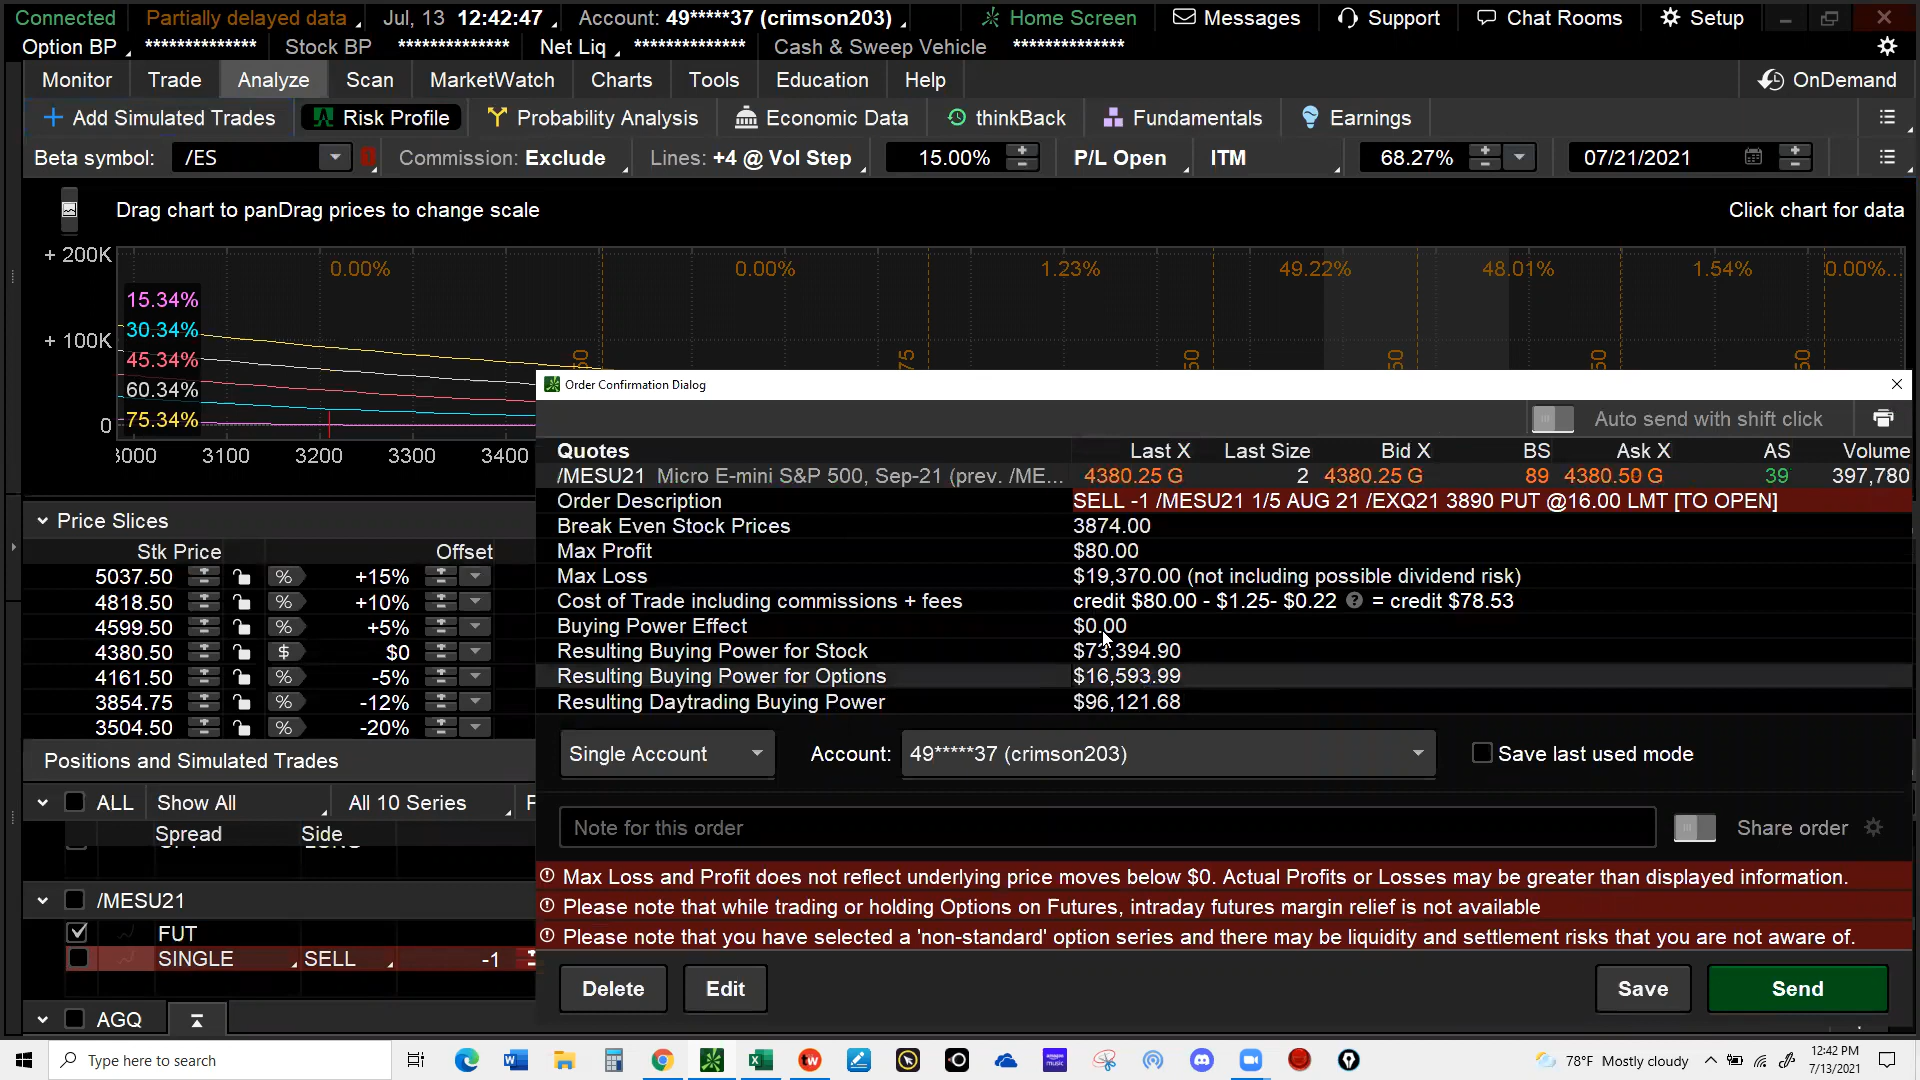 Connected Partially delayed data Jul, 13 12:42:47 Account: 49*****37 (crimson203) Home Screen Messages Support Chat Rooms Setup
Option BP ************** Stock BP ************** Net Liq ************** Cash & Sweep Vehicle **************
Monitor Trade Analyze Scan MarketWatch Charts Tools Education Help OnDemand
Add Simulated Trades Risk Profile Probability Analysis Economic Data thinkBack Fundamentals Earnings
Beta symbol: /ES Commission: Exclude Lines: +4 @ Vol Step 15.00% P/L Open ITM 68.27% 07/21/2021
Drag chart to panDrag prices to change scale Click chart for data
+ 200K 0.00% 0.00% 1.23% 49.22% 48.01% 1.54% 0.00%...
15.34%
30.34%
+ 100K
45.34%
60.34%
75.34%
0
3000 3100 3200 3300 3400
Order Confirmation Dialog
Auto send with shift click
Quotes Last X Last Size Bid X BS Ask X AS Volume
/MESU21 Micro E-mini S&P 500, Sep-21 (prev. /ME... 4380.25 G 2 4380.25 G 89 4380.50 G 39 397,780
Order Description SELL -1 /MESU21 1/5 AUG 21 /EXQ21 3890 PUT @16.00 LMT [TO OPEN]
Break Even Stock Prices 3874.00
Max Profit $80.00
Max Loss $19,370.00 (not including possible dividend risk)
Cost of Trade including commissions + fees credit $80.00 - $1.25- $0.22 ? = credit $78.53
Buying Power Effect $0.00
Resulting Buying Power for Stock $73,394.90
Resulting Buying Power for Options $16,593.99
Resulting Daytrading Buying Power $96,121.68
Single Account Account: 49*****37 (crimson203) Save last used mode
Note for this order Share order
Max Loss and Profit does not reflect underlying price moves below $0. Actual Profits or Losses may be greater than displayed information.
Please note that while trading or holding Options on Futures, intraday futures margin relief is not available
Please note that you have selected a 'non-standard' option series and there may be liquidity and settlement risks that you are not aware of.
Delete Edit Save Send
Price Slices
Stk Price Offset
5037.50 % +15%
4818.50 % +10%
4599.50 % +5%
4380.50 $ $0
4161.50 % -5%
3854.75 % -12%
3504.50 % -20%
Positions and Simulated Trades
ALL Show All All 10 Series
Spread Side
/MESU21
FUT
SINGLE SELL -1
AGQ
Type here to search
78°F Mostly cloudy 12:42 PM
7/13/2021